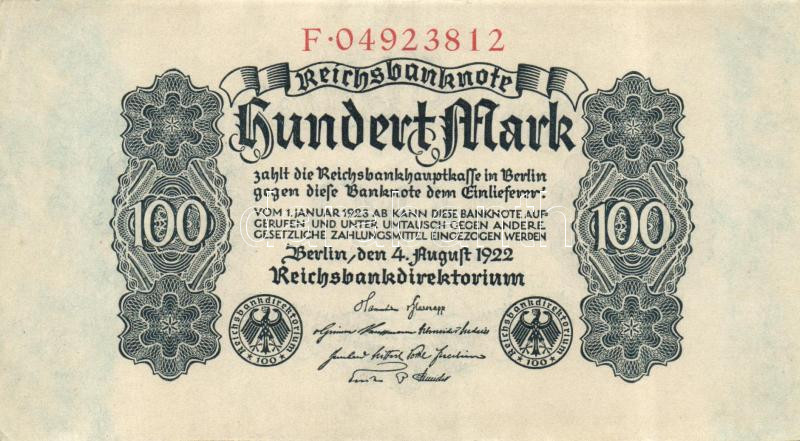 F·04923812
Reichsbanknote
Hundert Mark
zahlt die Reichsbankhauptkasse in Berlin
gegen diese Banknote dem Einlieferer
VOM 1. JANUAR 1923 AB KANN DIESE BANKNOTE AUF-
GERUFEN UND UNTER UMTAUSCH GEGEN ANDERE
GESETZLICHE ZAHLUNGSMITTEL EINGEZOGEN WERDEN
100
100
Berlin, den 4. August 1922
Reichsbankdirektorium
Reichsbankdirektorium
*100*
Reichsbankdirektorium
*100*